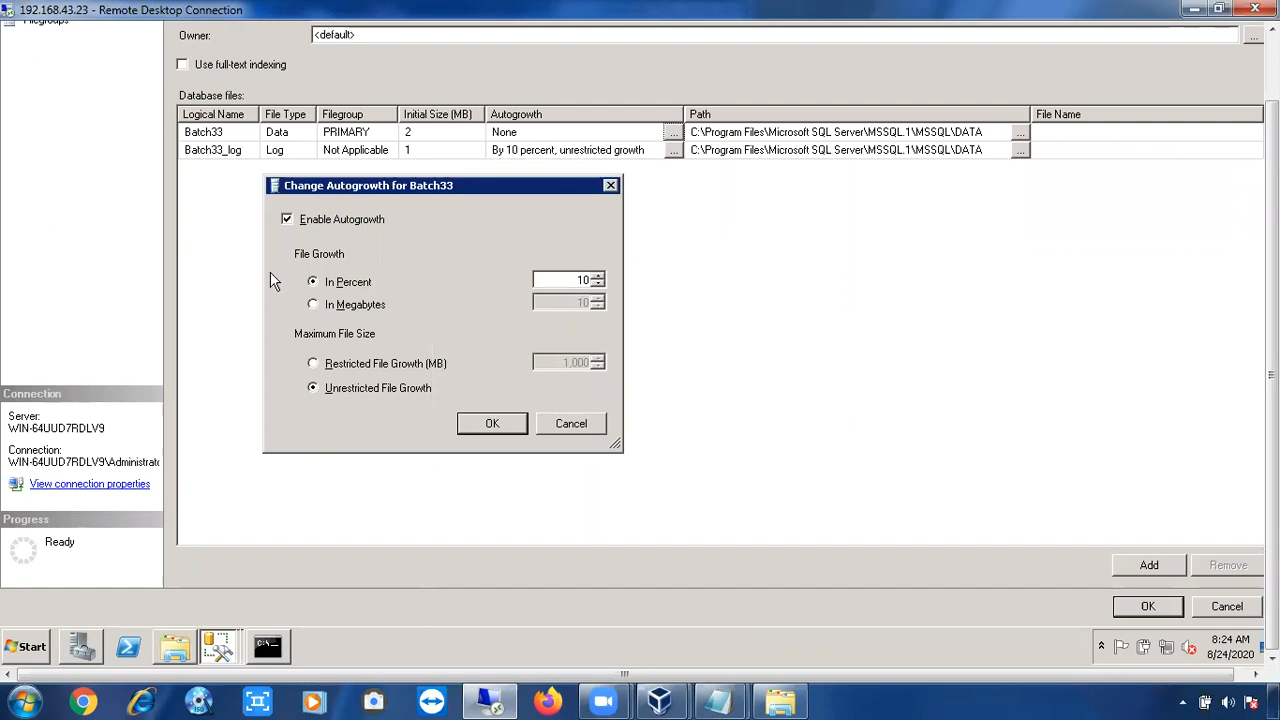 192.168.43.23 - Remote Desktop Connection
Filegroups
Owner:
<default>
...
Use full-text indexing
Database files:
Logical Name File Type Filegroup Initial Size (MB) Autogrowth Path File Name
Batch33 Data PRIMARY 2 None ... C:\Program Files\Microsoft SQL Server\MSSQL.1\MSSQL\DATA ...
Batch33_log Log Not Applicable 1 By 10 percent, unrestricted growth ... C:\Program Files\Microsoft SQL Server\MSSQL.1\MSSQL\DATA ...
Change Autogrowth for Batch33
Enable Autogrowth
File Growth
In Percent 10
In Megabytes 10
Maximum File Size
Restricted File Growth (MB) 1,000
Unrestricted File Growth
OK Cancel
Connection
Server:
WIN-64UUD7RDLV9
Connection:
WIN-64UUD7RDLV9\Administrato
View connection properties
Progress
Ready
Add Remove
OK Cancel
Start
C:\
8:24 AM
8/24/2020